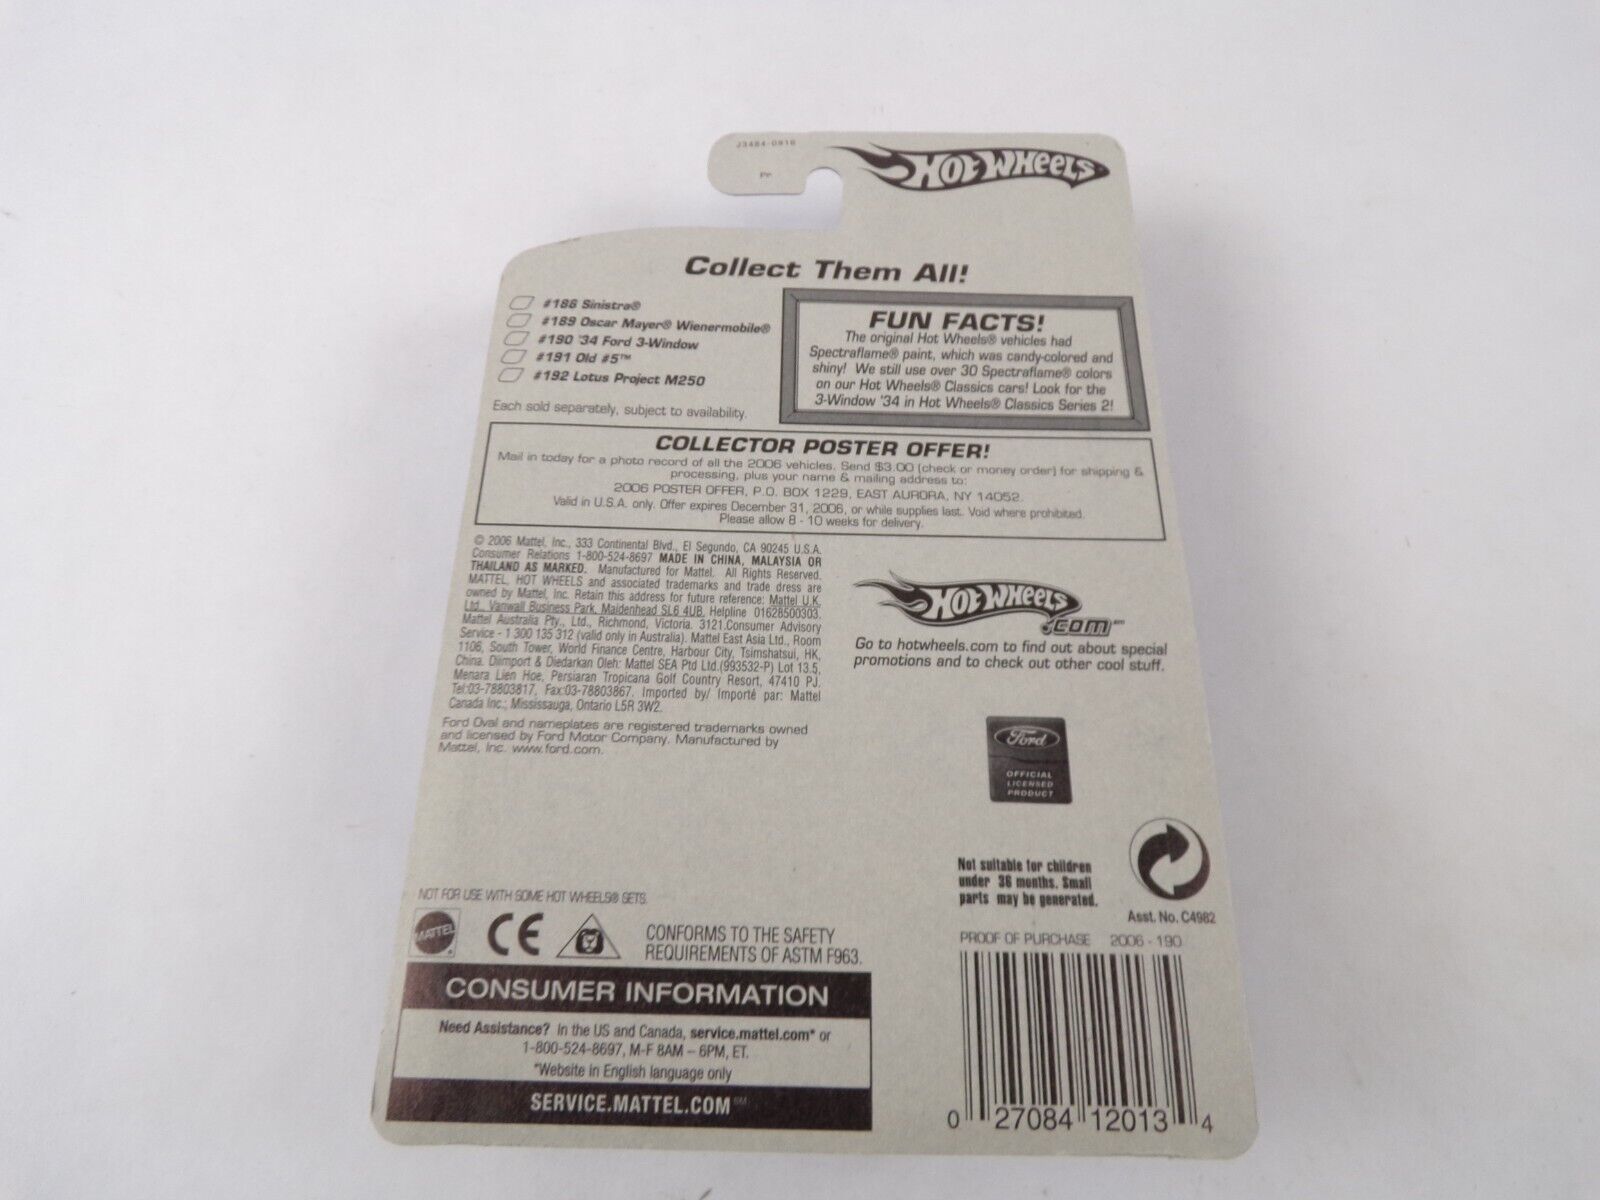 J3484-0918
Pr
HOT WHEELS
Collect Them All!
#188 Sinistra®
#189 Oscar Mayer® Wienermobile®
#190 '34 Ford 3-Window
#191 Old #5™
#192 Lotus Project M250
Each sold separately, subject to availability.
FUN FACTS!
The original Hot Wheels® vehicles had
Spectraflame® paint, which was candy-colored and
shiny! We still use over 30 Spectraflame® colors
on our Hot Wheels® Classics cars! Look for the
3-Window '34 in Hot Wheels® Classics Series 2!
COLLECTOR POSTER OFFER!
Mail in today for a photo record of all the 2006 vehicles. Send $3.00 (check or money order) for shipping &
processing, plus your name & mailing address to:
2006 POSTER OFFER, P.O. BOX 1229, EAST AURORA, NY 14052.
Valid in U.S.A. only. Offer expires December 31, 2006, or while supplies last. Void where prohibited.
Please allow 8 - 10 weeks for delivery.
© 2006 Mattel, Inc., 333 Continental Blvd., El Segundo, CA 90245 U.S.A.
Consumer Relations 1-800-524-8697 MADE IN CHINA, MALAYSIA OR
THAILAND AS MARKED. Manufactured for Mattel. All Rights Reserved.
MATTEL, HOT WHEELS and associated trademarks and trade dress are
owned by Mattel, Inc. Retain this address for future reference: Mattel U.K.
Ltd., Vanwall Business Park, Maidenhead SL6 4UB. Helpline 01628500303.
Mattel Australia Pty., Ltd., Richmond, Victoria. 3121.Consumer Advisory
Service - 1 300 135 312 (valid only in Australia). Mattel East Asia Ltd., Room
1106, South Tower, World Finance Centre, Harbour City, Tsimshatsui, HK,
China. Diimport & Diedarkan Oleh: Mattel SEA Ptd Ltd.(993532-P) Lot 13.5,
Menara Lien Hoe, Persiaran Tropicana Golf Country Resort, 47410 PJ.
Tel:03-78803817, Fax:03-78803867. Imported by/ Importé par: Mattel
Canada Inc.; Mississauga, Ontario L5R 3W2.
Ford Oval and nameplates are registered trademarks owned
and licensed by Ford Motor Company. Manufactured by
Mattel, Inc. www.ford.com.
HOT WHEELS
.com
Go to hotwheels.com to find out about special
promotions and to check out other cool stuff.
Ford
OFFICIAL
LICENSED
PRODUCT
Not suitable for children
under 36 months. Small
parts may be generated.
Asst. No. C4982
NOT FOR USE WITH SOME HOT WHEELS® SETS.
MATTEL
CE
CONFORMS TO THE SAFETY
REQUIREMENTS OF ASTM F963.
PROOF OF PURCHASE 2006 - 190
CONSUMER INFORMATION
Need Assistance? In the US and Canada, service.mattel.com* or
1-800-524-8697, M-F 8AM – 6PM, ET.
*Website in English language only
SERVICE.MATTEL.COM℠
0 27084 12013 4